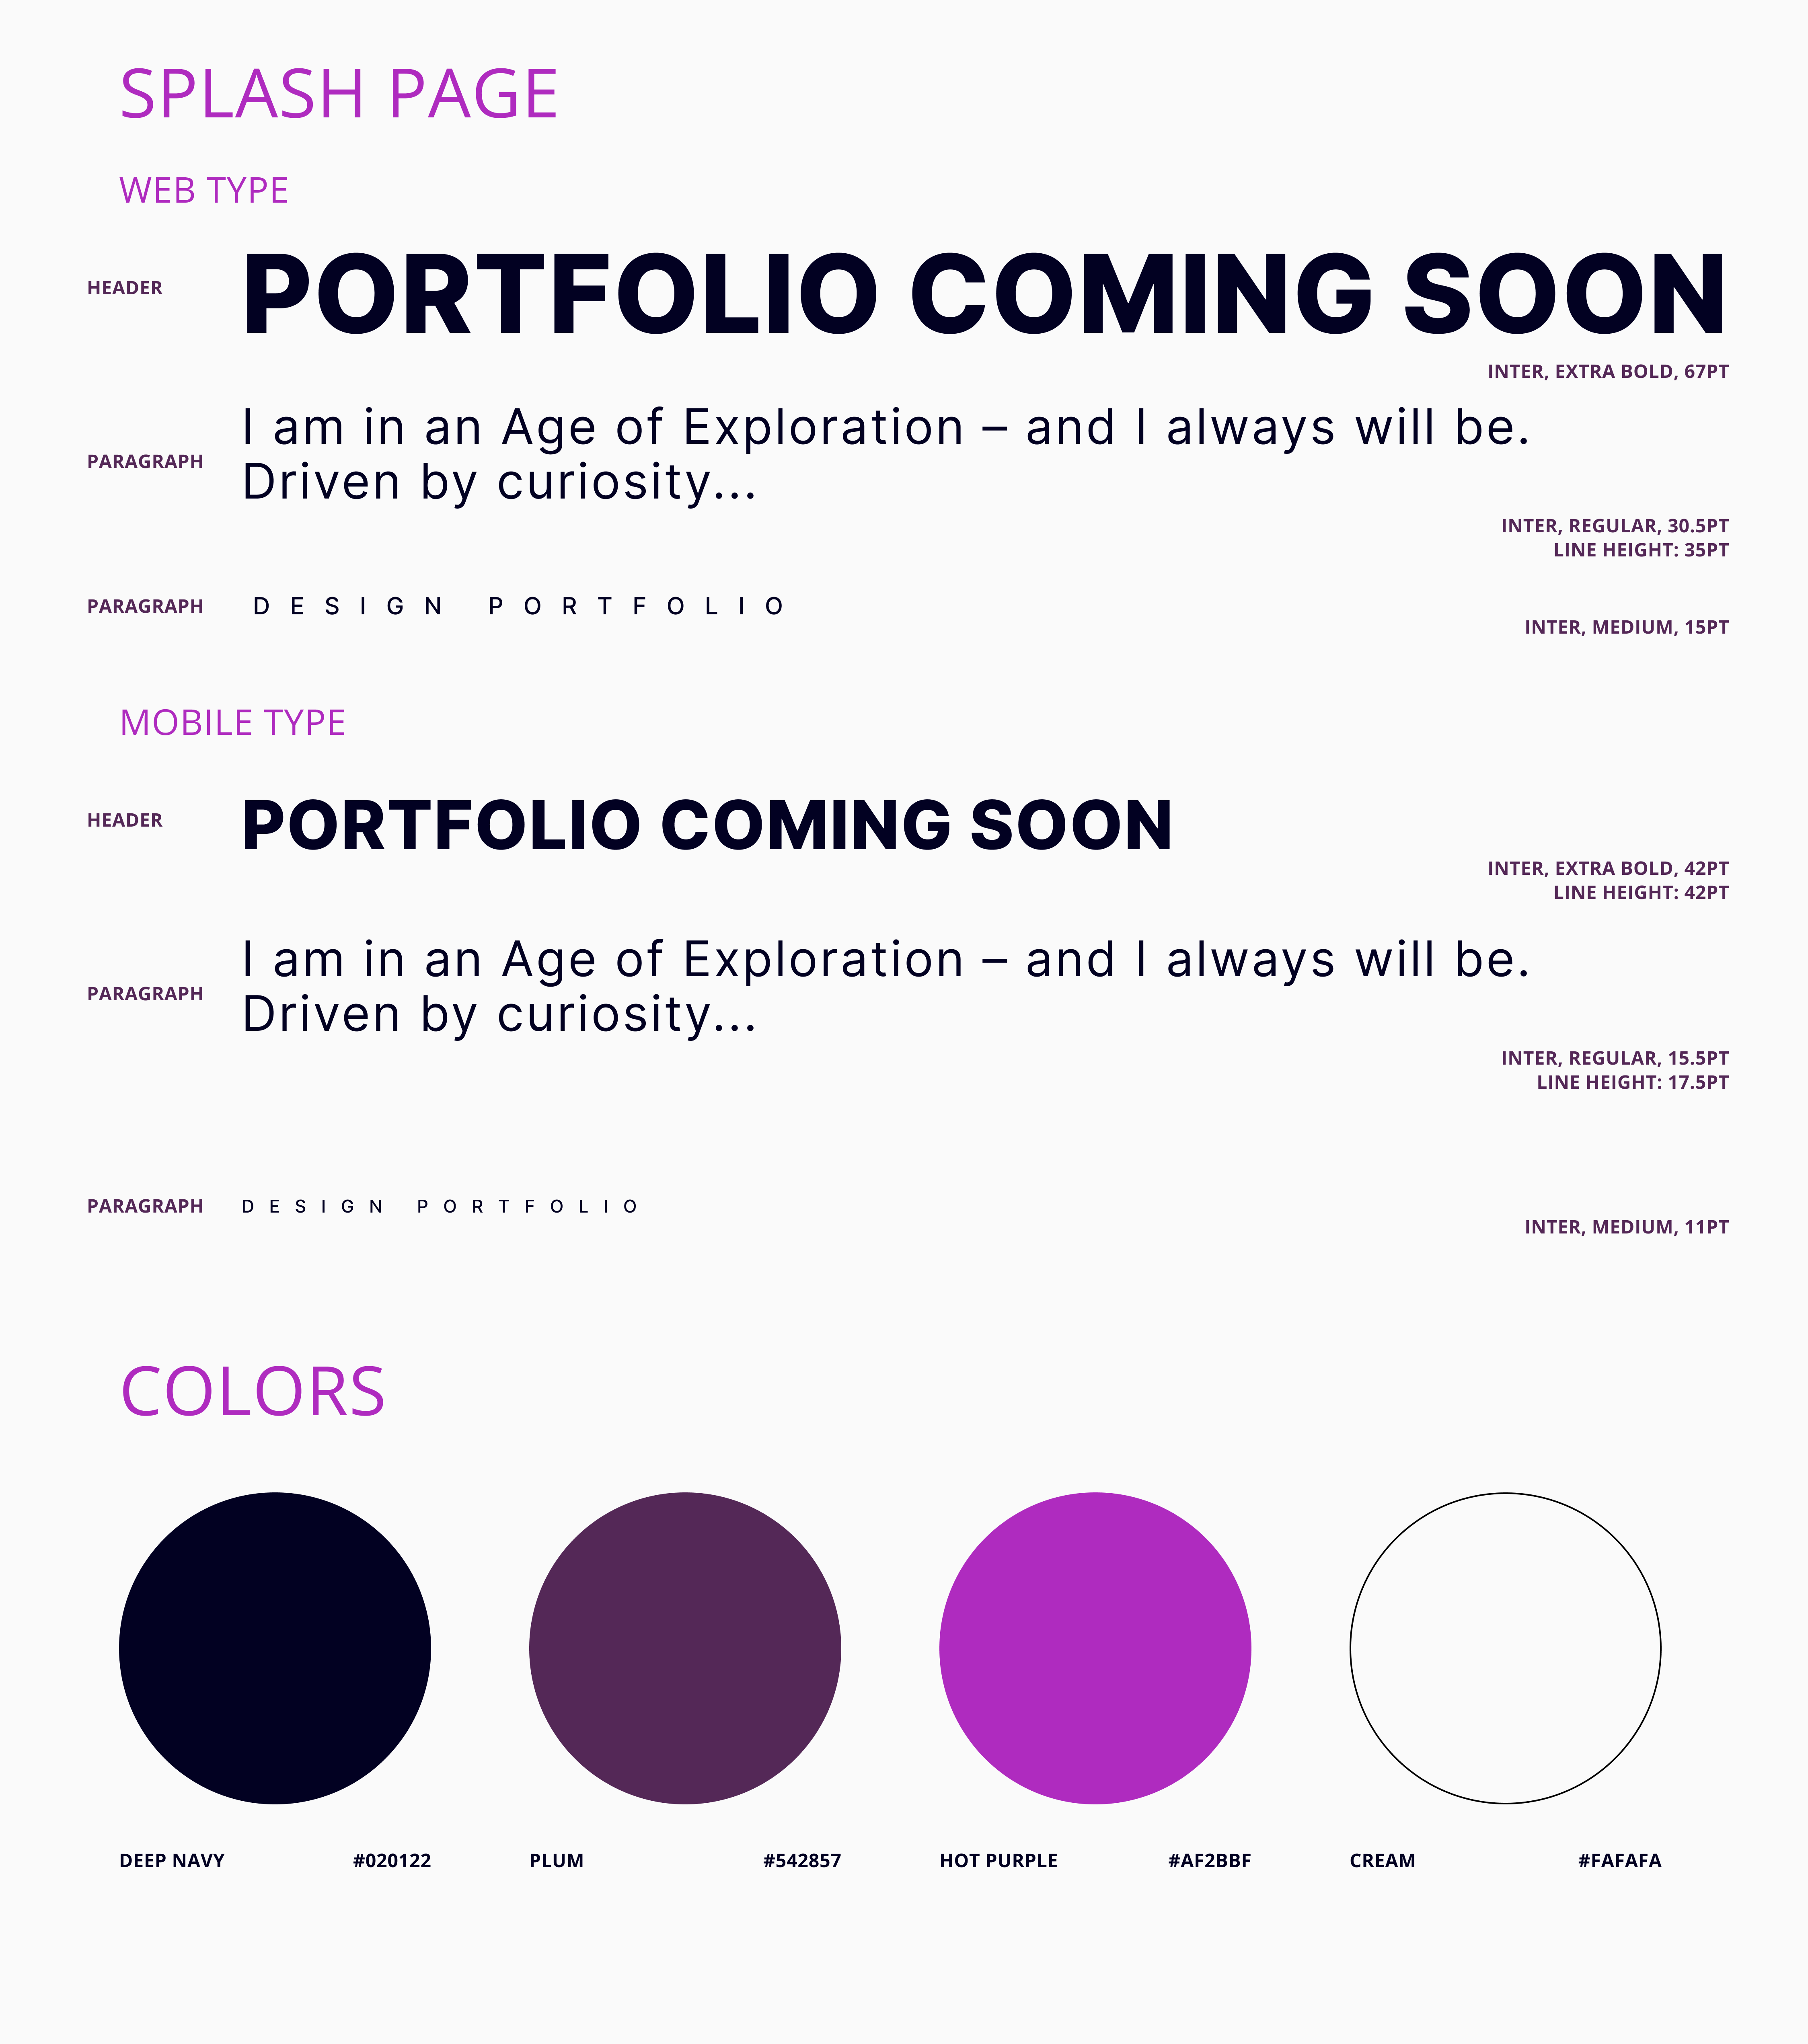 SPLASH PAGE
WEB TYPE
HEADER
PORTFOLIO COMING SOON
INTER, EXTRA BOLD, 67PT
PARAGRAPH
I am in an Age of Exploration – and I always will be.
Driven by curiosity...
INTER, REGULAR, 30.5PT
LINE HEIGHT: 35PT
PARAGRAPH
DESIGN PORTFOLIO
INTER, MEDIUM, 15PT
MOBILE TYPE
HEADER
PORTFOLIO COMING SOON
INTER, EXTRA BOLD, 42PT
LINE HEIGHT: 42PT
PARAGRAPH
I am in an Age of Exploration – and I always will be.
Driven by curiosity...
INTER, REGULAR, 15.5PT
LINE HEIGHT: 17.5PT
PARAGRAPH
DESIGN PORTFOLIO
INTER, MEDIUM, 11PT
COLORS
DEEP NAVY #020122
PLUM #542857
HOT PURPLE #AF2BBF
CREAM #FAFAFA